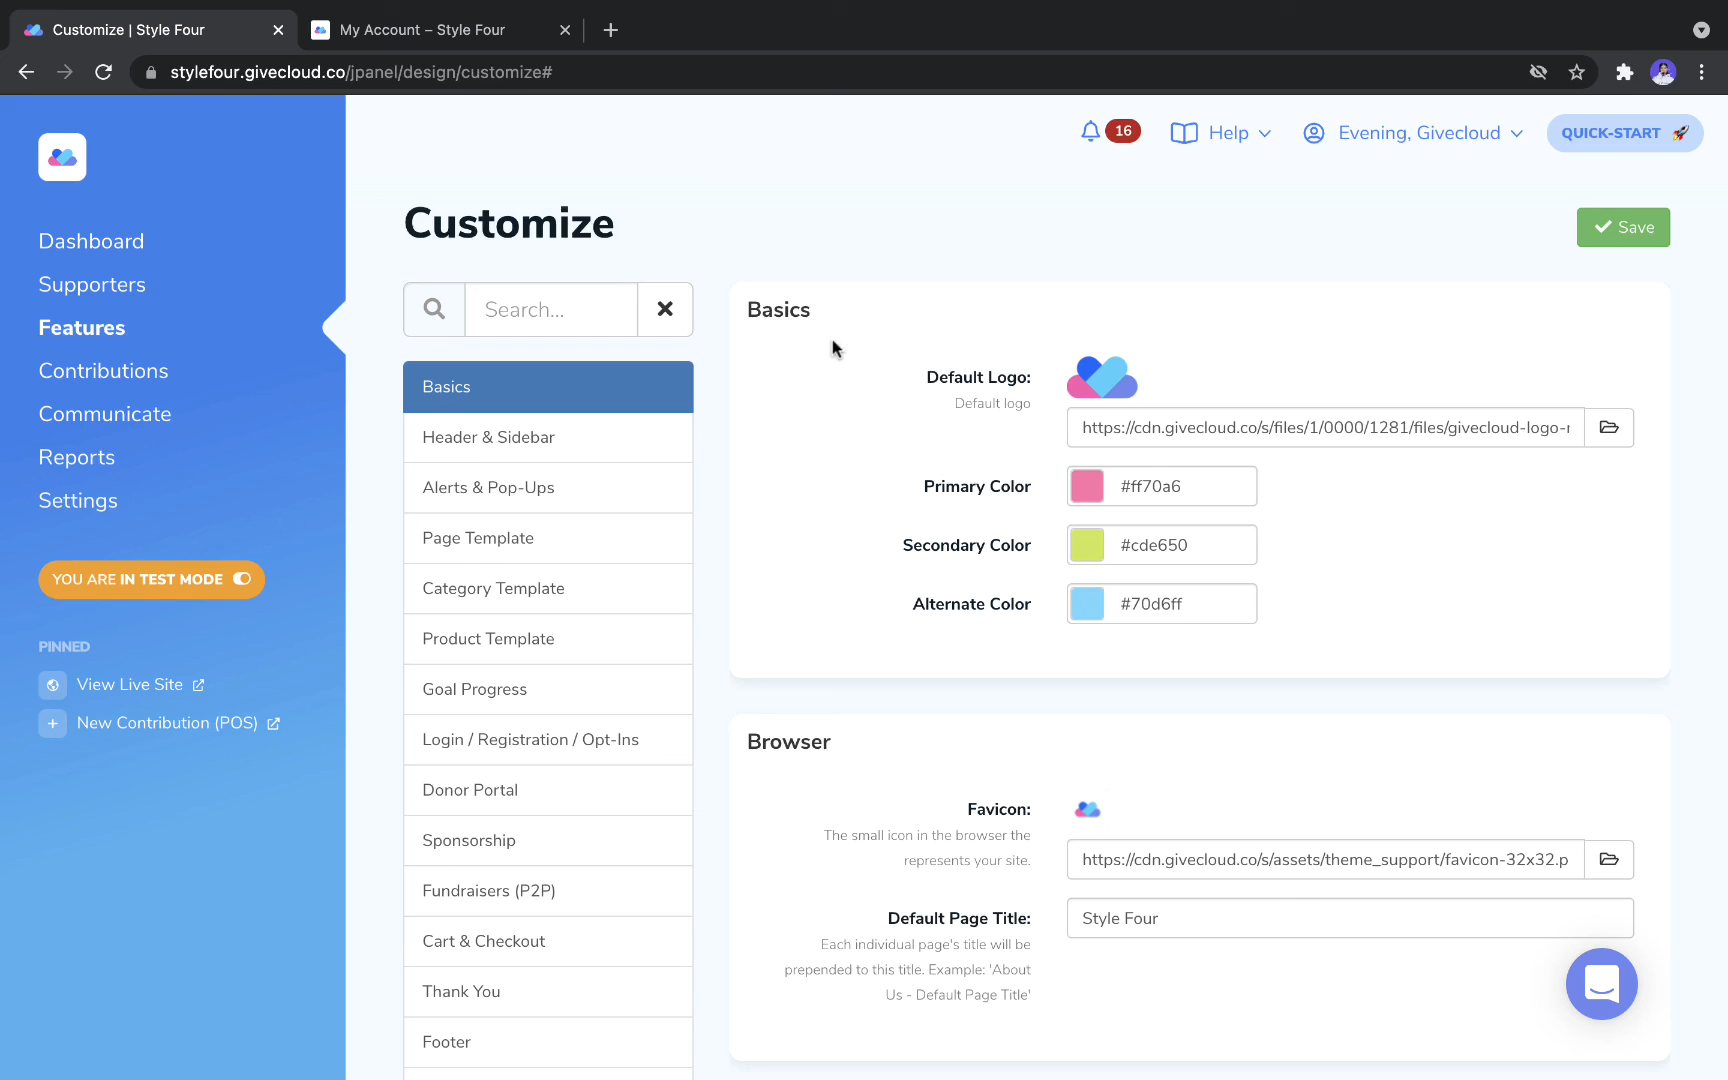 Customize | Style Four
My Account – Style Four
stylefour.givecloud.co/jpanel/design/customize#
16
Help
Evening, Givecloud
QUICK-START
Dashboard
Supporters
Features
Contributions
Communicate
Reports
Settings
YOU ARE IN TEST MODE
PINNED
View Live Site
New Contribution (POS)
Customize
Save
Search...
Basics
Header & Sidebar
Alerts & Pop-Ups
Page Template
Category Template
Product Template
Goal Progress
Login / Registration / Opt-Ins
Donor Portal
Sponsorship
Fundraisers (P2P)
Cart & Checkout
Thank You
Footer
Basics
Default Logo:
Default logo
https://cdn.givecloud.co/s/files/1/0000/1281/files/givecloud-logo-r
Primary Color
#ff70a6
Secondary Color
#cde650
Alternate Color
#70d6ff
Browser
Favicon:
The small icon in the browser the
represents your site.
https://cdn.givecloud.co/s/assets/theme_support/favicon-32x32.p
Default Page Title:
Style Four
Each individual page's title will be
prepended to this title. Example: 'About
Us - Default Page Title'